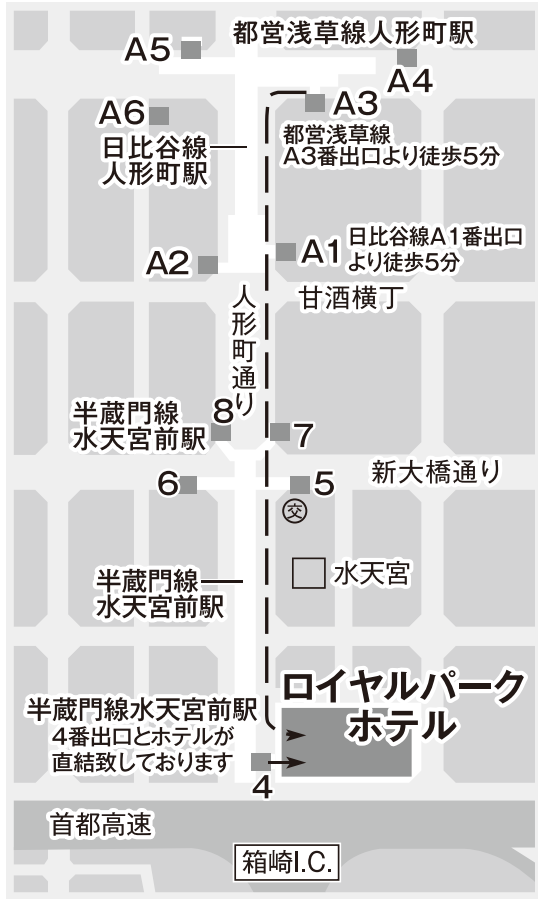 都営浅草線人形町駅
A5
A4
A3
A6
都営浅草線
A3番出口より徒歩5分
日比谷線
人形町駅
A1
日比谷線A1番出口
より徒歩5分
A2
甘酒横丁
人形町通り
半蔵門線
水天宮前駅
8
7
新大橋通り
6
5
交
水天宮
半蔵門線
水天宮前駅
ロイヤルパーク
ホテル
半蔵門線水天宮前駅
4番出口とホテルが
直結致しております
4
首都高速
箱崎I.C.